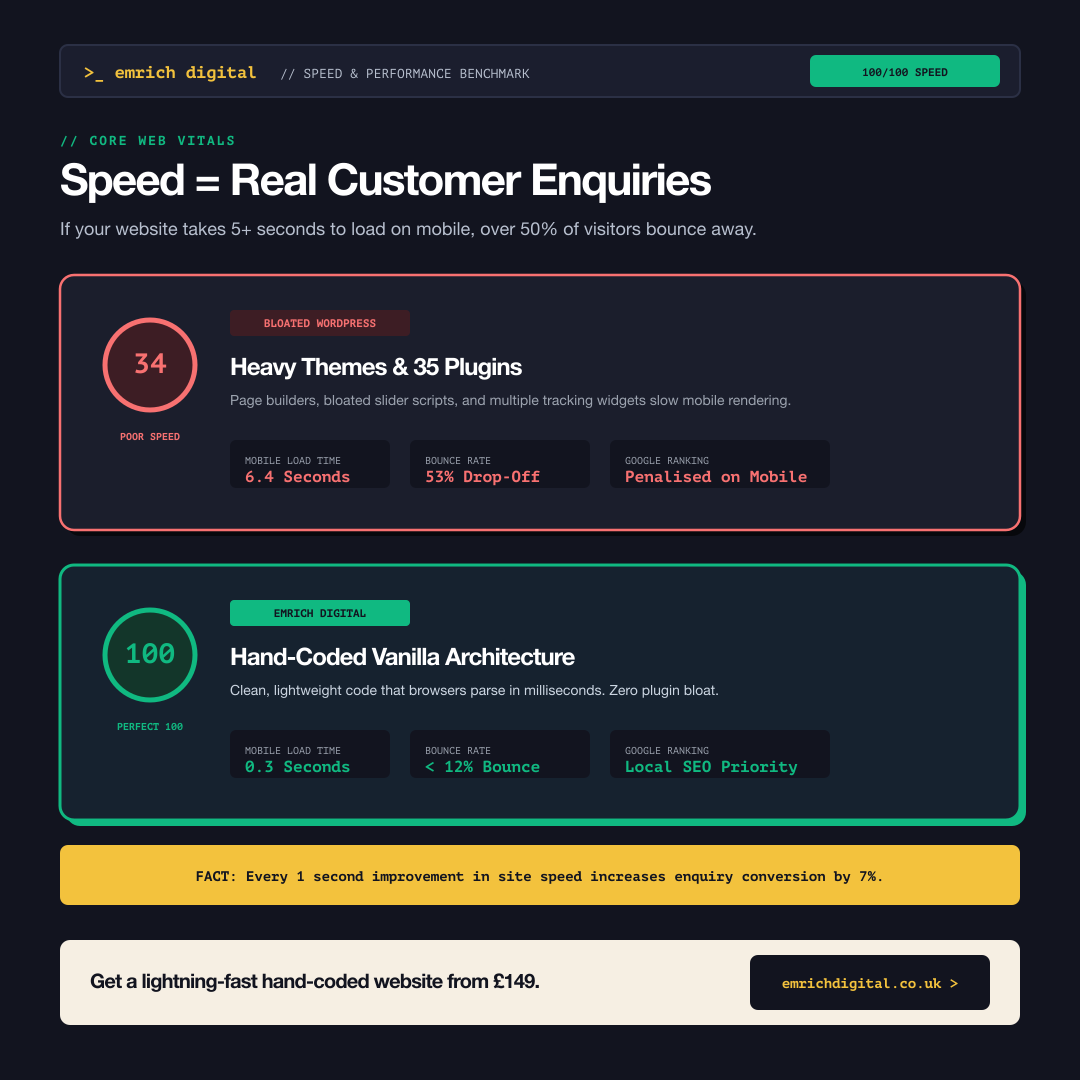 >_ emrich digital // SPEED & PERFORMANCE BENCHMARK 100/100 SPEED
// CORE WEB VITALS
Speed = Real Customer Enquiries
If your website takes 5+ seconds to load on mobile, over 50% of visitors bounce away.
34
POOR SPEED
BLOATED WORDPRESS
Heavy Themes & 35 Plugins
Page builders, bloated slider scripts, and multiple tracking widgets slow mobile rendering.
MOBILE LOAD TIME
6.4 Seconds
BOUNCE RATE
53% Drop-Off
GOOGLE RANKING
Penalised on Mobile
100
PERFECT 100
EMRICH DIGITAL
Hand-Coded Vanilla Architecture
Clean, lightweight code that browsers parse in milliseconds. Zero plugin bloat.
MOBILE LOAD TIME
0.3 Seconds
BOUNCE RATE
< 12% Bounce
GOOGLE RANKING
Local SEO Priority
FACT: Every 1 second improvement in site speed increases enquiry conversion by 7%.
Get a lightning-fast hand-coded website from £149.
emrichdigital.co.uk >